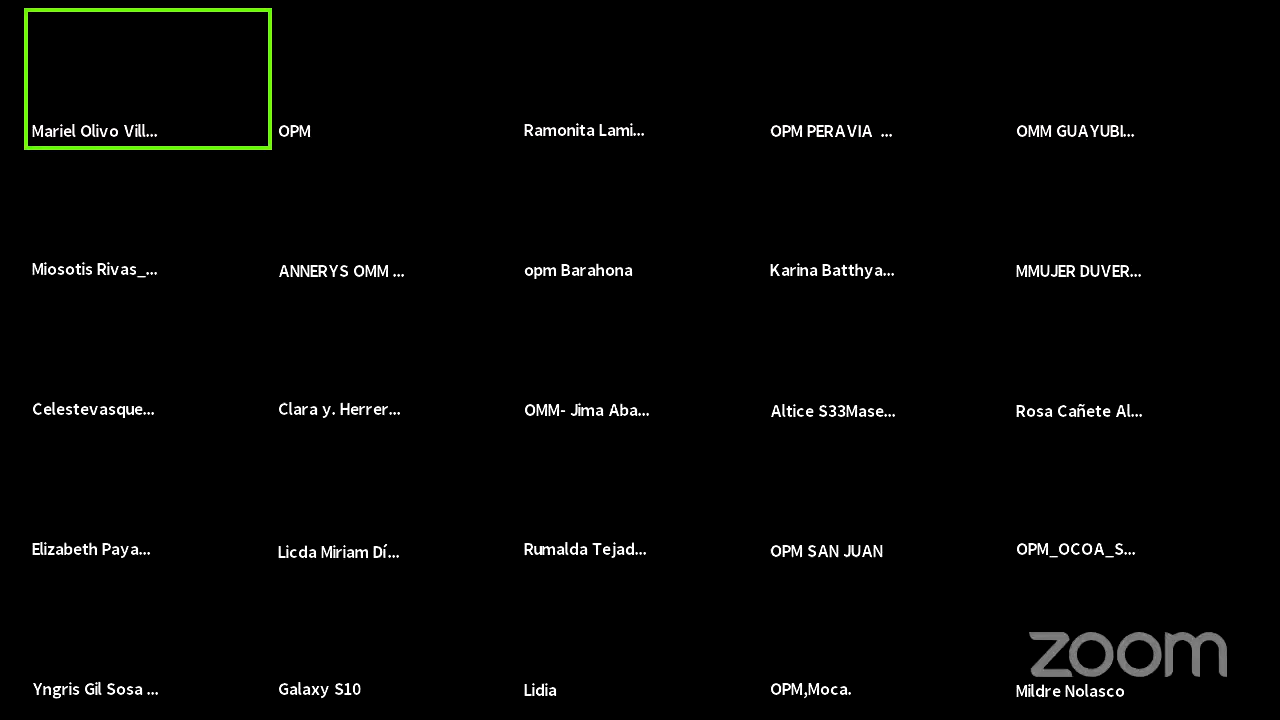 Mariel Olivo Vill...
OPM
Ramonita Lami...
OPM PERAVIA ...
OMM GUAYUBI...
Miosotis Rivas_...
ANNERYS OMM ...
opm Barahona
Karina Batthya...
MMUJER DUVER...
Celestevasque...
Clara y. Herrer...
OMM- Jima Aba...
Altice S33Mase...
Rosa Cañete Al...
Elizabeth Paya...
Licda Miriam Dí...
Rumalda Tejad...
OPM SAN JUAN
OPM_OCOA_S...
Yngris Gil Sosa ...
Galaxy S10
Lidia
OPM,Moca.
zoom
Mildre Nolasco